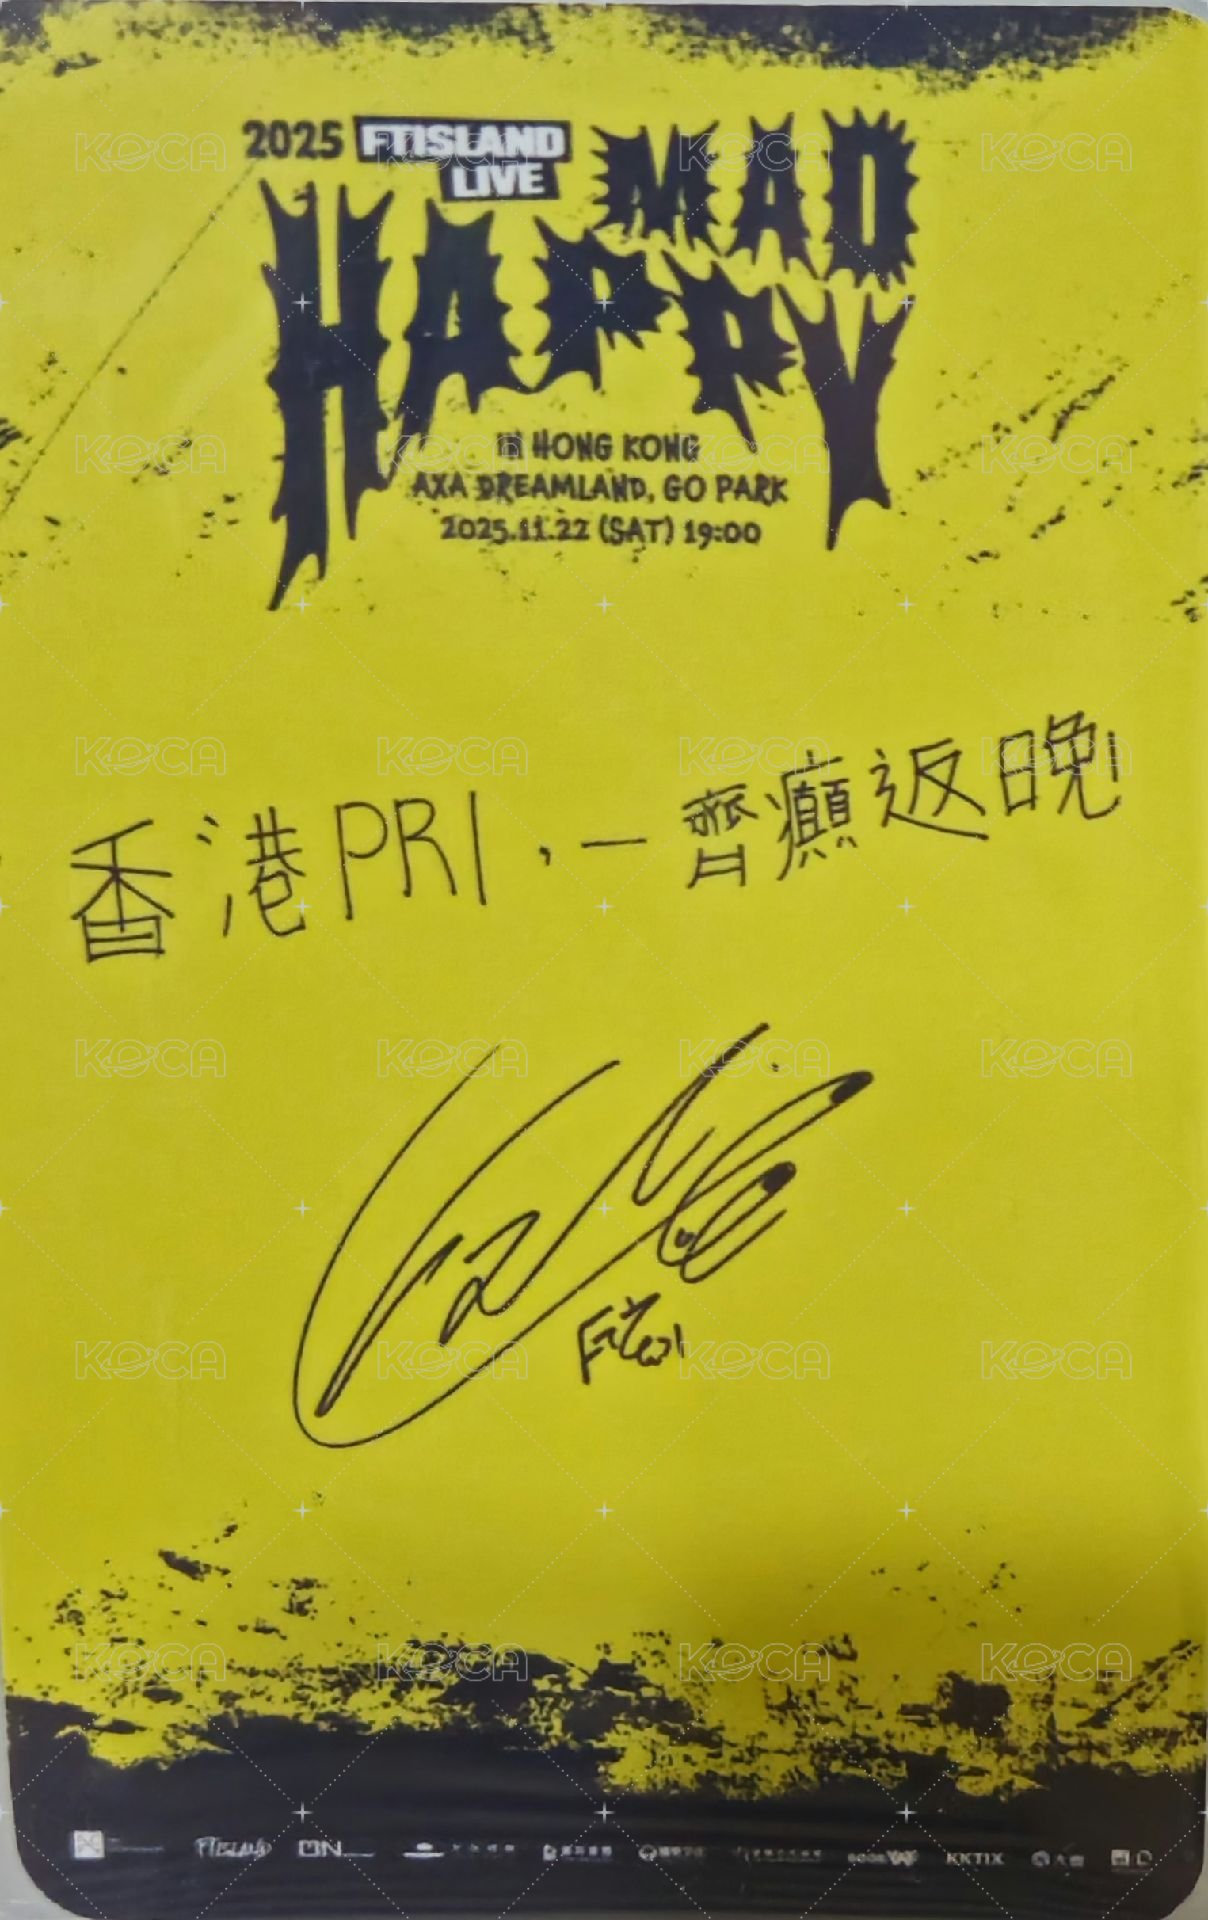 2025 FTISLAND LIVE MAD
HAPPY
IN HONG KONG
AXA DREAMLAND, GO PARK
2025.11.22 (SAT) 19:00
香港PRI，一齊癲返晚！
FTISLAND
KKTIX
KOCA